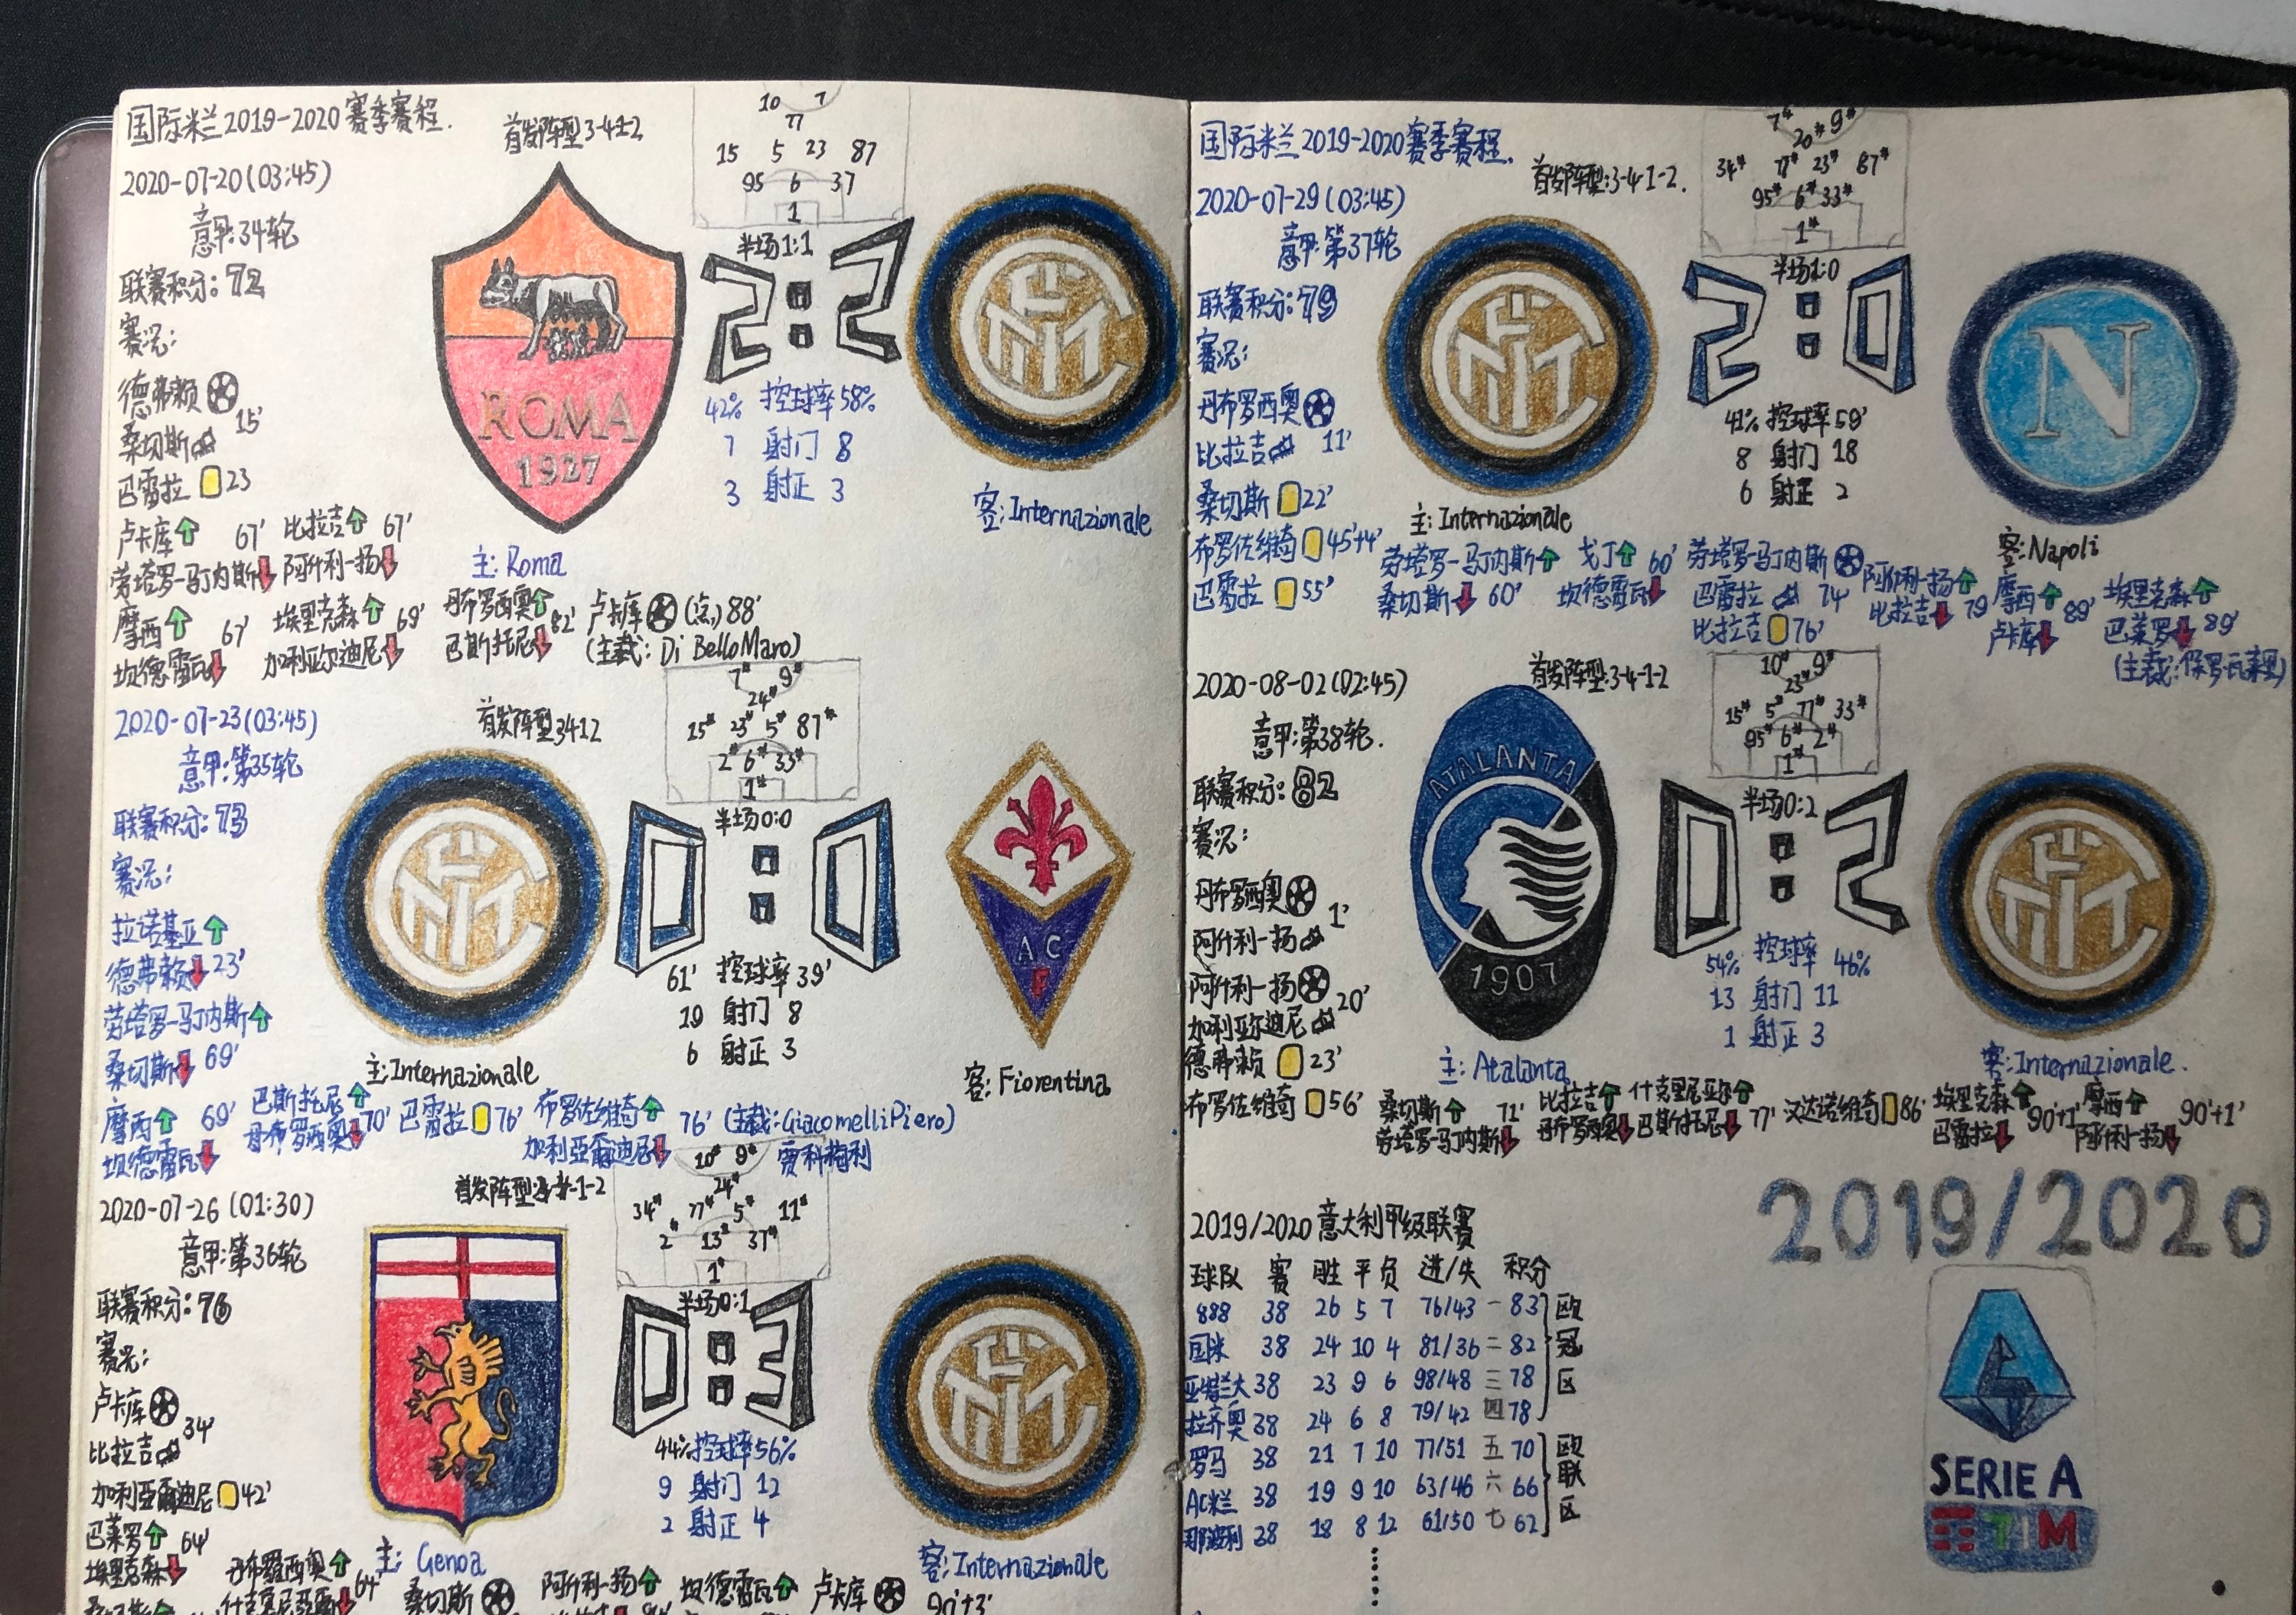 国际米兰2019-2020赛季赛程.
首发阵型3-4-1-2
10 7
77
15 5 23 87
95 6 37
1
2020-07-20(03:45)
意甲:34轮
联赛积分:72
赛况:
德弗赖
15'
桑切斯
巴雷拉 23
卢卡库 67' 比拉吉 67'
劳塔罗-马丁内斯 阿什利-扬
摩西 67' 埃里克森 69' 丹布罗西奥 82' 卢卡库 (点)88'
坎德雷瓦 加利亚尔迪尼 巴斯托尼 (主裁:Di BelloMaro)
ROMA
1927
主:Roma
半场1:1
2:2
42% 控球率 58%
7 射门 8
3 射正 3
客:Internazionale
2020-07-23(03:45)
首发阵型3412
7# 9#
24#
15# 23# 5# 87#
2# 6# 33#
1#
意甲:第35轮
联赛积分:73
赛况:
拉诺基亚
德弗赖 23'
劳塔罗-马丁内斯
桑切斯 69'
主:Internazionale
半场0:0
0:0
61' 控球率 39'
19 射门 8
6 射正 3
AC
F
客:Fiorentina
摩西 69' 巴斯托尼 70' 巴雷拉 76' 布罗佐维奇 76' (主裁:GiacomelliPiero)
坎德雷瓦 丹布罗西奥 加利亞爾迪尼 贾科梅利
2020-07-26(01:30)
首发阵型:3-4-1-2
10# 9#
24#
34# 77# 5# 11#
2# 13# 37#
1#
意甲:第36轮
联赛积分:76
赛况:
卢卡库
34'
比拉吉
加利亞爾迪尼 42'
巴莱罗 64'
埃里克森 丹布羅西奥 64'
主:Genoa
半场0:1
0:3
44% 控球率 56%
9 射门 12
2 射正 4
客:Internazionale
桑切斯 阿什利-扬 坎德雷瓦 卢卡库
90'+3'
国际米兰2019-2020赛季赛程.
首发阵型:3-4-1-2.
7# 9#
20#
34# 77# 23# 87#
95# 6# 33#
1#
2020-07-29(03:45)
意甲:第37轮
联赛积分:79
赛况:
丹布罗西奥
比拉吉 11'
桑切斯 22'
布罗佐维奇 45'+4'
巴雷拉 55'
主:Internazionale
半场1:0
2:0
41% 控球率 59'
8 射门 18
6 射正 2
N
客:Napoli
劳塔罗-马丁内斯 戈丁 60' 劳塔罗-马丁内斯 阿什利-扬 摩西 埃里克森
桑切斯 60' 坎德雷瓦 巴雷拉 74' 比拉吉 79 卢卡库 89' 巴莱罗 89'
比拉吉 76'
(主裁:保罗·瓦莱里)
2020-08-02(02:45)
首发阵型:3-4-1-2
10# 9#
23#
15# 5# 77# 33#
95# 6# 2#
1#
意甲:第38轮.
联赛积分:82
赛况:
丹布罗西奥
1'
阿什利-扬
阿什利-扬
20'
加利亚尔迪尼
德弗赖 23'
布罗佐维奇 56'
ATALANTA
1907
主:Atalanta
半场0:2
0:2
54% 控球率 46%
13 射门 11
1 射正 3
客:Internazionale.
桑切斯 71' 比拉吉 什克里尼亚尔 77' 汉达诺维奇 86' 埃里克森 90'+1' 摩西 90'+1'
劳塔罗-马丁内斯 丹布罗西奥 巴斯托尼 巴雷拉 阿什利-扬
2019/2020意大利甲级联赛
球队 赛 胜 平 负 进/失 积分
888 38 26 5 7 76/43 一 83
国米 38 24 10 4 81/36 二 82
亚特兰大 38 23 9 6 98/48 三 78
拉齐奥 38 24 6 8 79/42 四 78
欧冠区
罗马 38 21 7 10 77/51 五 70
AC米兰 38 19 9 10 63/46 六 66
那波利 38 18 8 12 61/50 七 62
欧联区
2019/2020
SERIE A
TIM